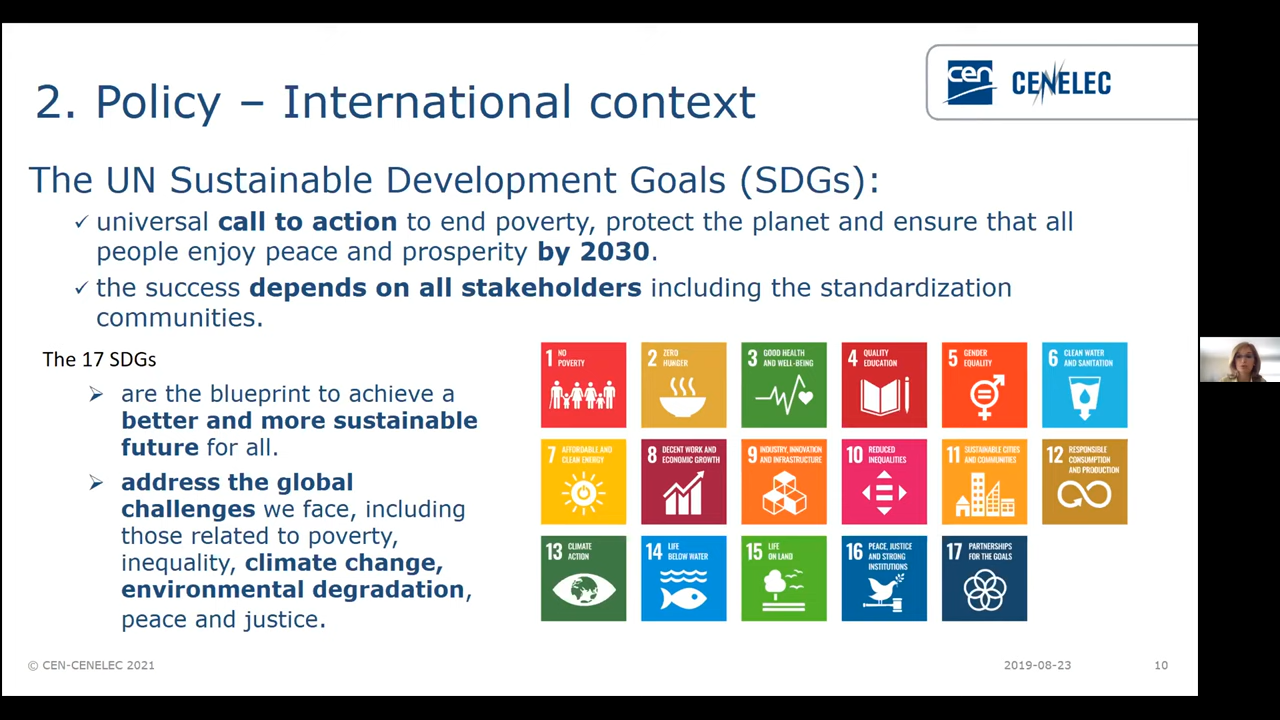 2. Policy – International context
cen
CENELEC
The UN Sustainable Development Goals (SDGs):
✓ universal call to action to end poverty, protect the planet and ensure that all
people enjoy peace and prosperity by 2030.
✓ the success depends on all stakeholders including the standardization
communities.
The 17 SDGs
➢ are the blueprint to achieve a
better and more sustainable
future for all.
➢ address the global
challenges we face, including
those related to poverty,
inequality, climate change,
environmental degradation,
peace and justice.
1 NO
POVERTY
2 ZERO
HUNGER
3 GOOD HEALTH
AND WELL-BEING
4 QUALITY
EDUCATION
5 GENDER
EQUALITY
6 CLEAN WATER
AND SANITATION
7 AFFORDABLE AND
CLEAN ENERGY
8 DECENT WORK AND
ECONOMIC GROWTH
9 INDUSTRY, INNOVATION
AND INFRASTRUCTURE
10 REDUCED
INEQUALITIES
11 SUSTAINABLE CITIES
AND COMMUNITIES
12 RESPONSIBLE
CONSUMPTION
AND PRODUCTION
13 CLIMATE
ACTION
14 LIFE
BELOW WATER
15 LIFE
ON LAND
16 PEACE, JUSTICE
AND STRONG
INSTITUTIONS
17 PARTNERSHIPS
FOR THE GOALS
© CEN-CENELEC 2021
2019-08-23
10